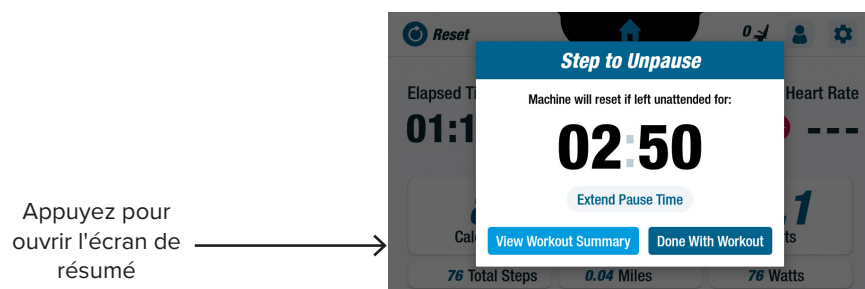 Reset
0
Step to Unpause
Elapsed Ti
Machine will reset if left unattended for:
Heart Rate
01:1
02:50
---
Extend Pause Time
Appuyez pour
ouvrir l'écran de
résumé
.1
Cal
View Workout Summary
Done With Workout
ts
76 Total Steps
0.04 Miles
76 Watts